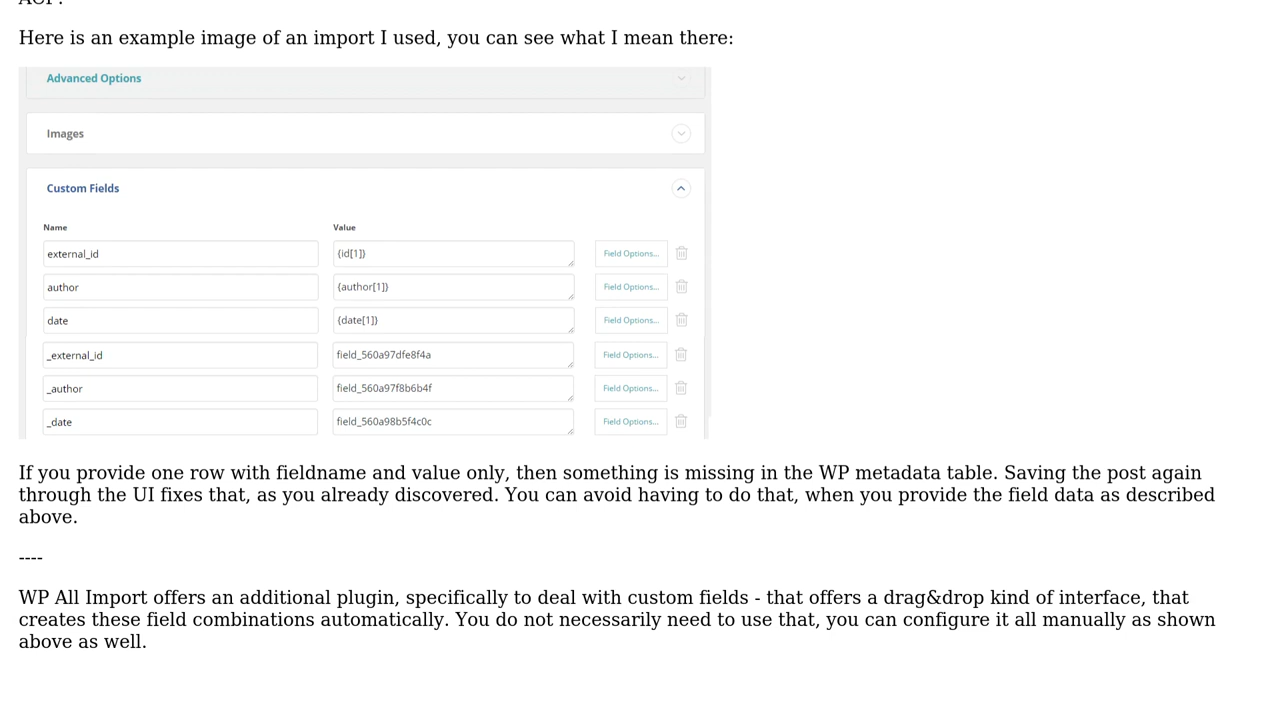 ACF:
Here is an example image of an import I used, you can see what I mean there:
Advanced Options
Images
Custom Fields
Name Value
external_id {id[1]} Field Options...
author {author[1]} Field Options...
date {date[1]} Field Options...
_external_id field_560a97dfe8f4a Field Options...
_author field_560a97f8b6b4f Field Options...
_date field_560a98b5f4c0c Field Options...
If you provide one row with fieldname and value only, then something is missing in the WP metadata table. Saving the post again
through the UI fixes that, as you already discovered. You can avoid having to do that, when you provide the field data as described
above.
----
WP All Import offers an additional plugin, specifically to deal with custom fields - that offers a drag&drop kind of interface, that
creates these field combinations automatically. You do not necessarily need to use that, you can configure it all manually as shown
above as well.